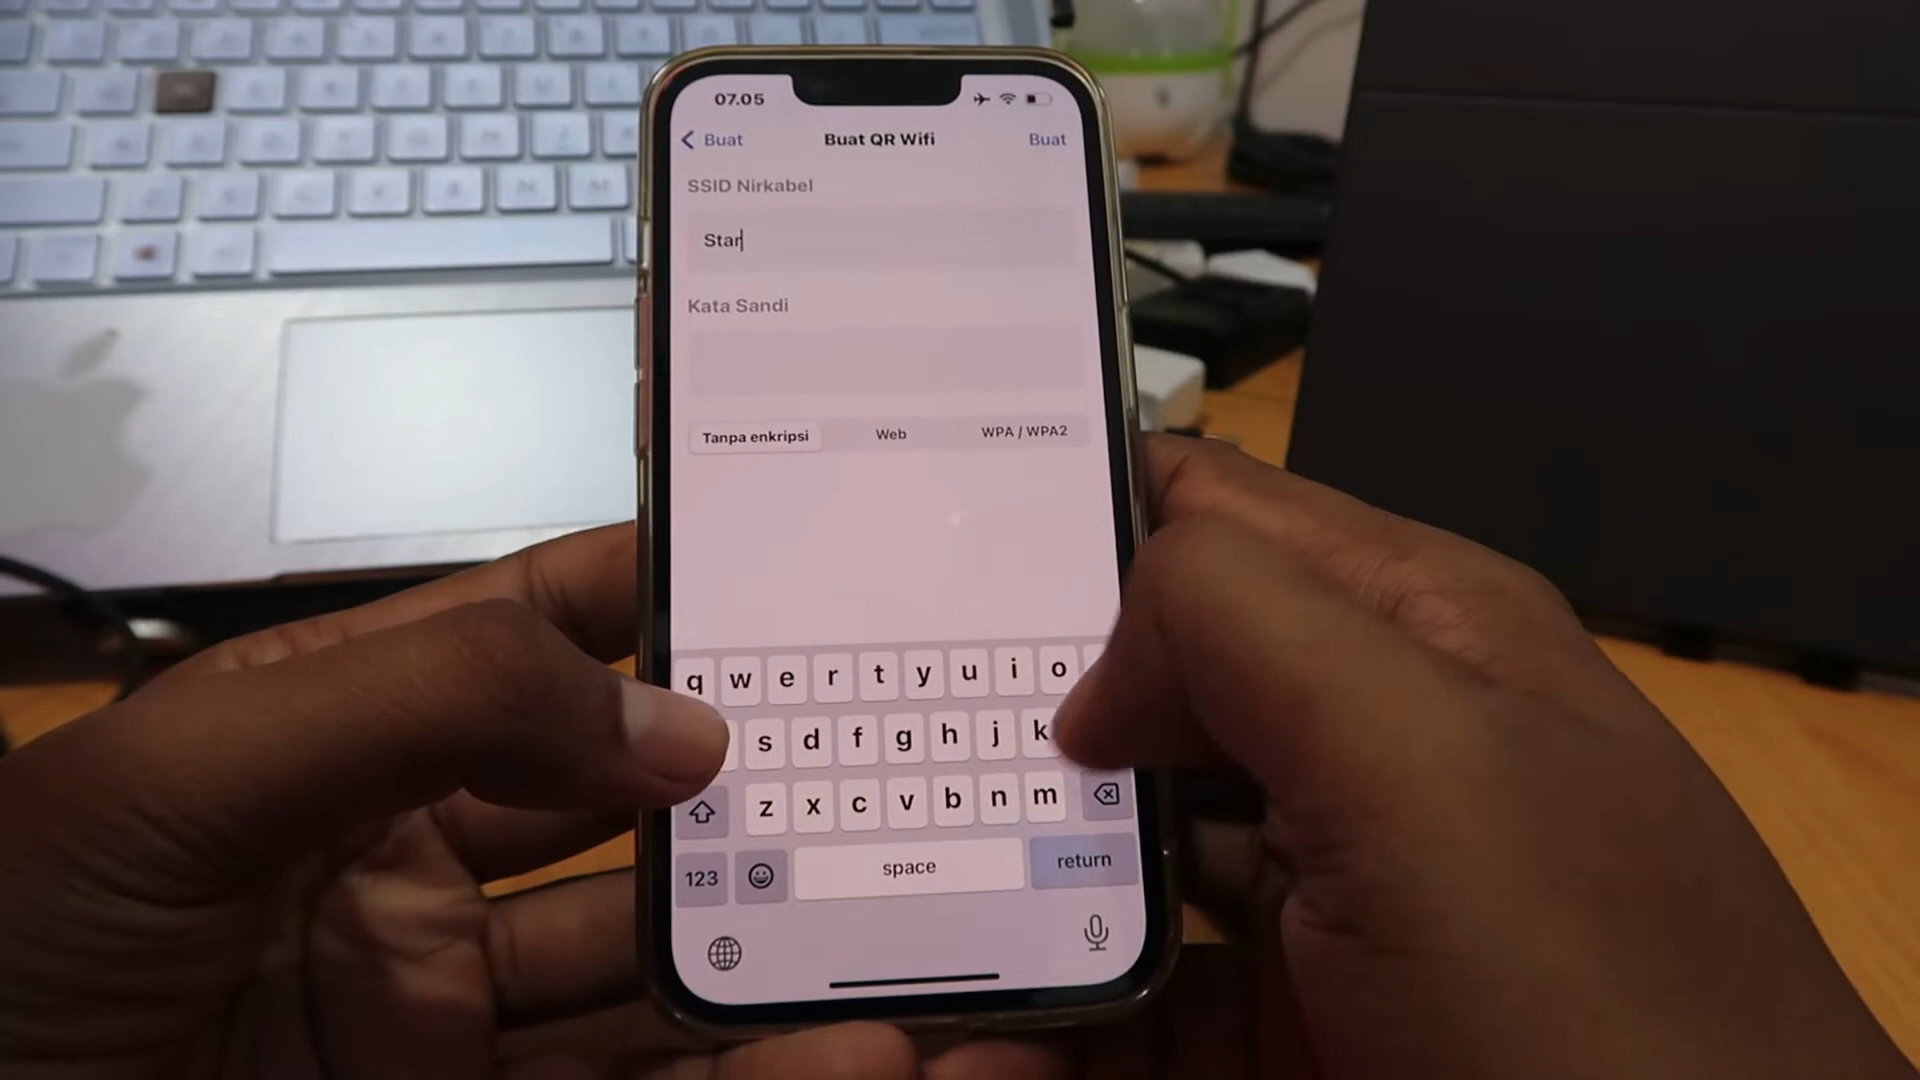 07.05
Buat
Buat QR Wifi
Buat
SSID Nirkabel
Star
Kata Sandi
Tanpa enkripsi
Web
WPA / WPA2
q w e r t y u i o
s d f g h j k
z x c v b n m
123
space
return